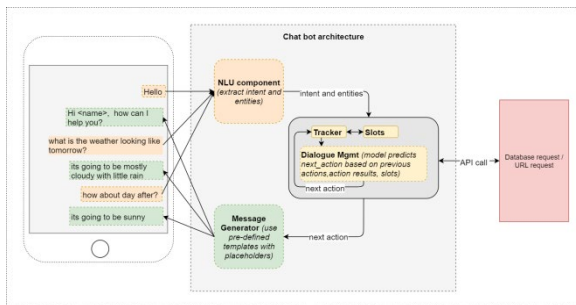 Chat bot architecture
Hello
Hi <name>, how can I
help you?
what is the weather looking like
tomorrow?
its going to be mostly
cloudy with little rain
how about day after?
its going to be sunny
NLU component
(extract intent and
entities)
intent and entities
Tracker
Slots
Dialogue Mgmt (model predicts
next_action based on previous
actions,action results, slots)
next action
API call
Database request /
URL request
Message
Generator (use
pre-defined
templates with
placeholders)
next action